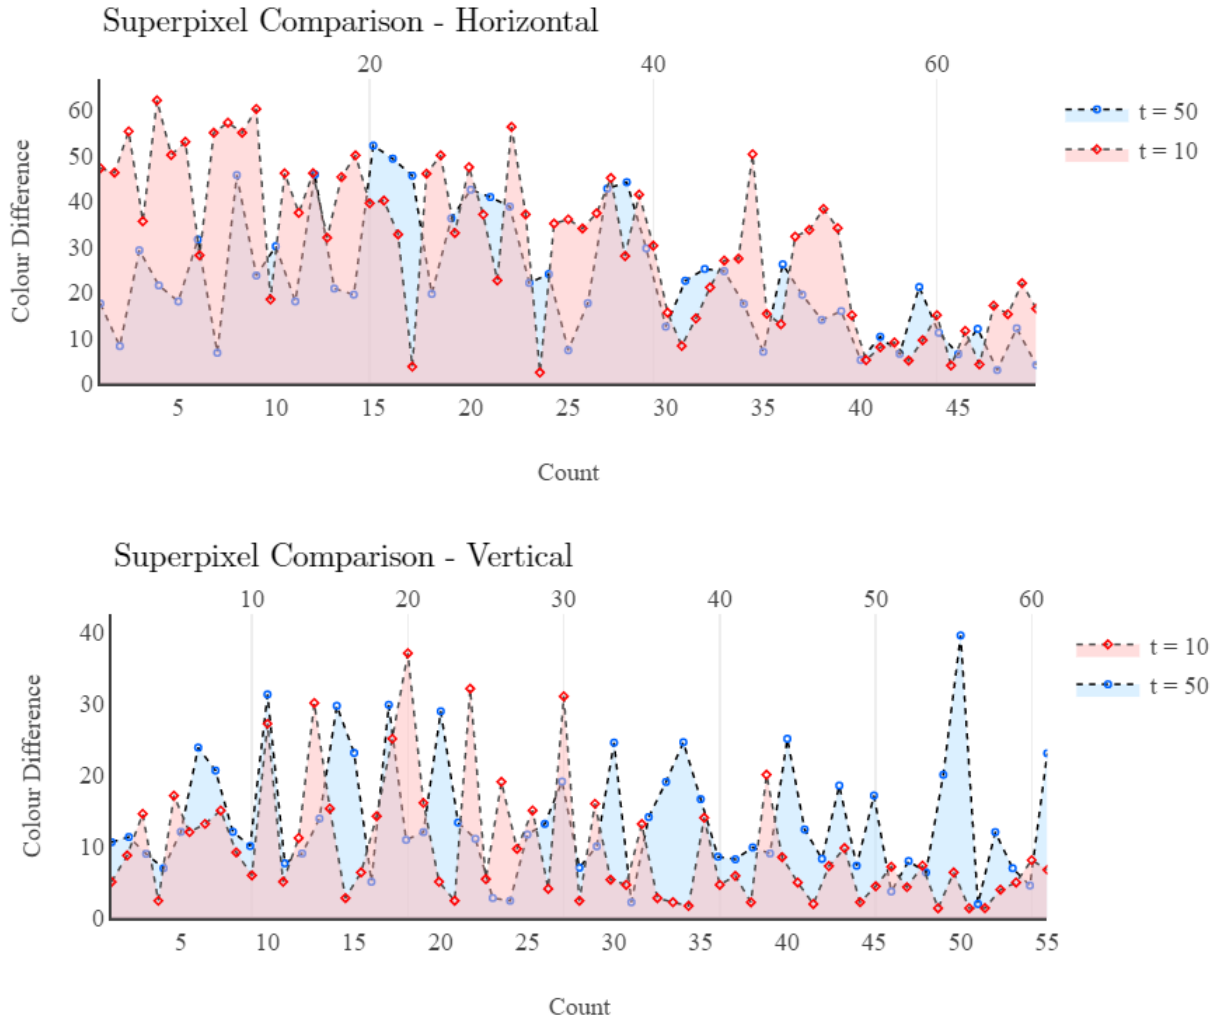 Superpixel Comparison - Horizontal
20 40 60
60
50
40
30
20
10
0
Colour Difference
5 10 15 20 25 30 35 40 45
Count
t = 50
t = 10
Superpixel Comparison - Vertical
10 20 30 40 50 60
40
30
20
10
0
Colour Difference
5 10 15 20 25 30 35 40 45 50 55
Count
t = 10
t = 50